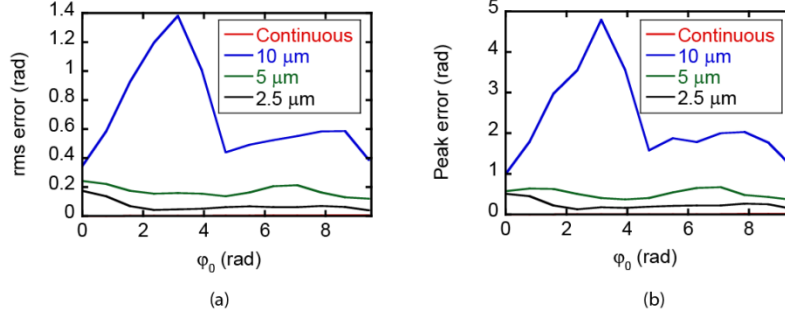 1.4
1.2
1
0.8
0.6
0.4
0.2
0
0 2 4 6 8
rms error (rad)
φ0 (rad)
Continuous
10 μm
5 μm
2.5 μm
(a)
5
4
3
2
1
0
0 2 4 6 8
Peak error (rad)
φ0 (rad)
Continuous
10 μm
5 μm
2.5 μm
(b)